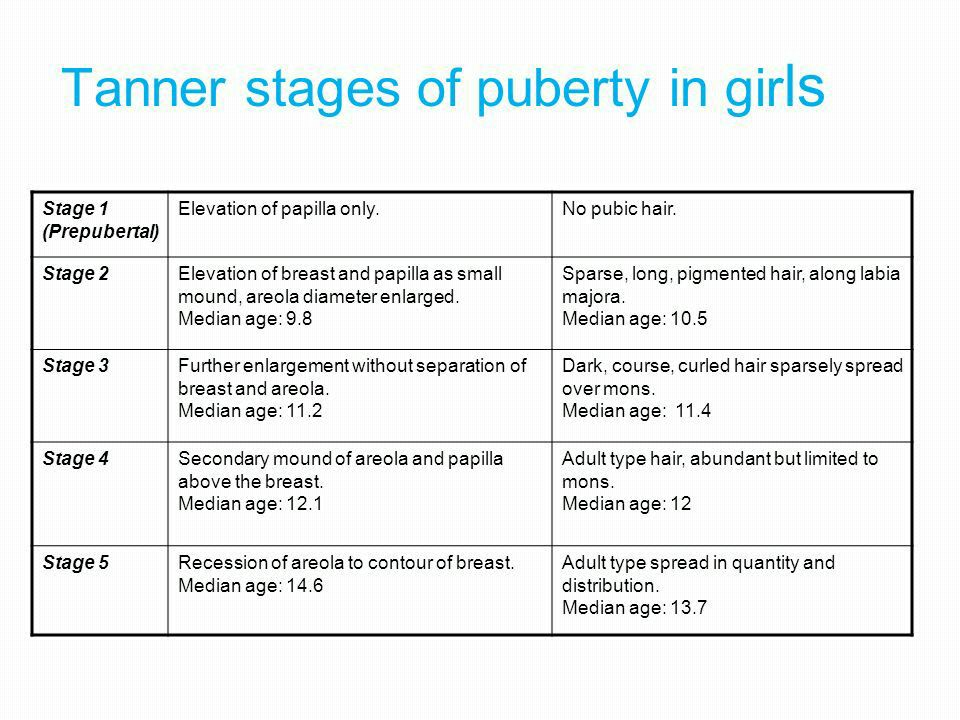 Tanner stages of puberty in girls
Stage 1
(Prepubertal)
Elevation of papilla only.
No pubic hair.
Stage 2
Elevation of breast and papilla as small
mound, areola diameter enlarged.
Median age: 9.8
Sparse, long, pigmented hair, along labia
majora.
Median age: 10.5
Stage 3
Further enlargement without separation of
breast and areola.
Median age: 11.2
Dark, course, curled hair sparsely spread
over mons.
Median age: 11.4
Stage 4
Secondary mound of areola and papilla
above the breast.
Median age: 12.1
Adult type hair, abundant but limited to
mons.
Median age: 12
Stage 5
Recession of areola to contour of breast.
Median age: 14.6
Adult type spread in quantity and
distribution.
Median age: 13.7